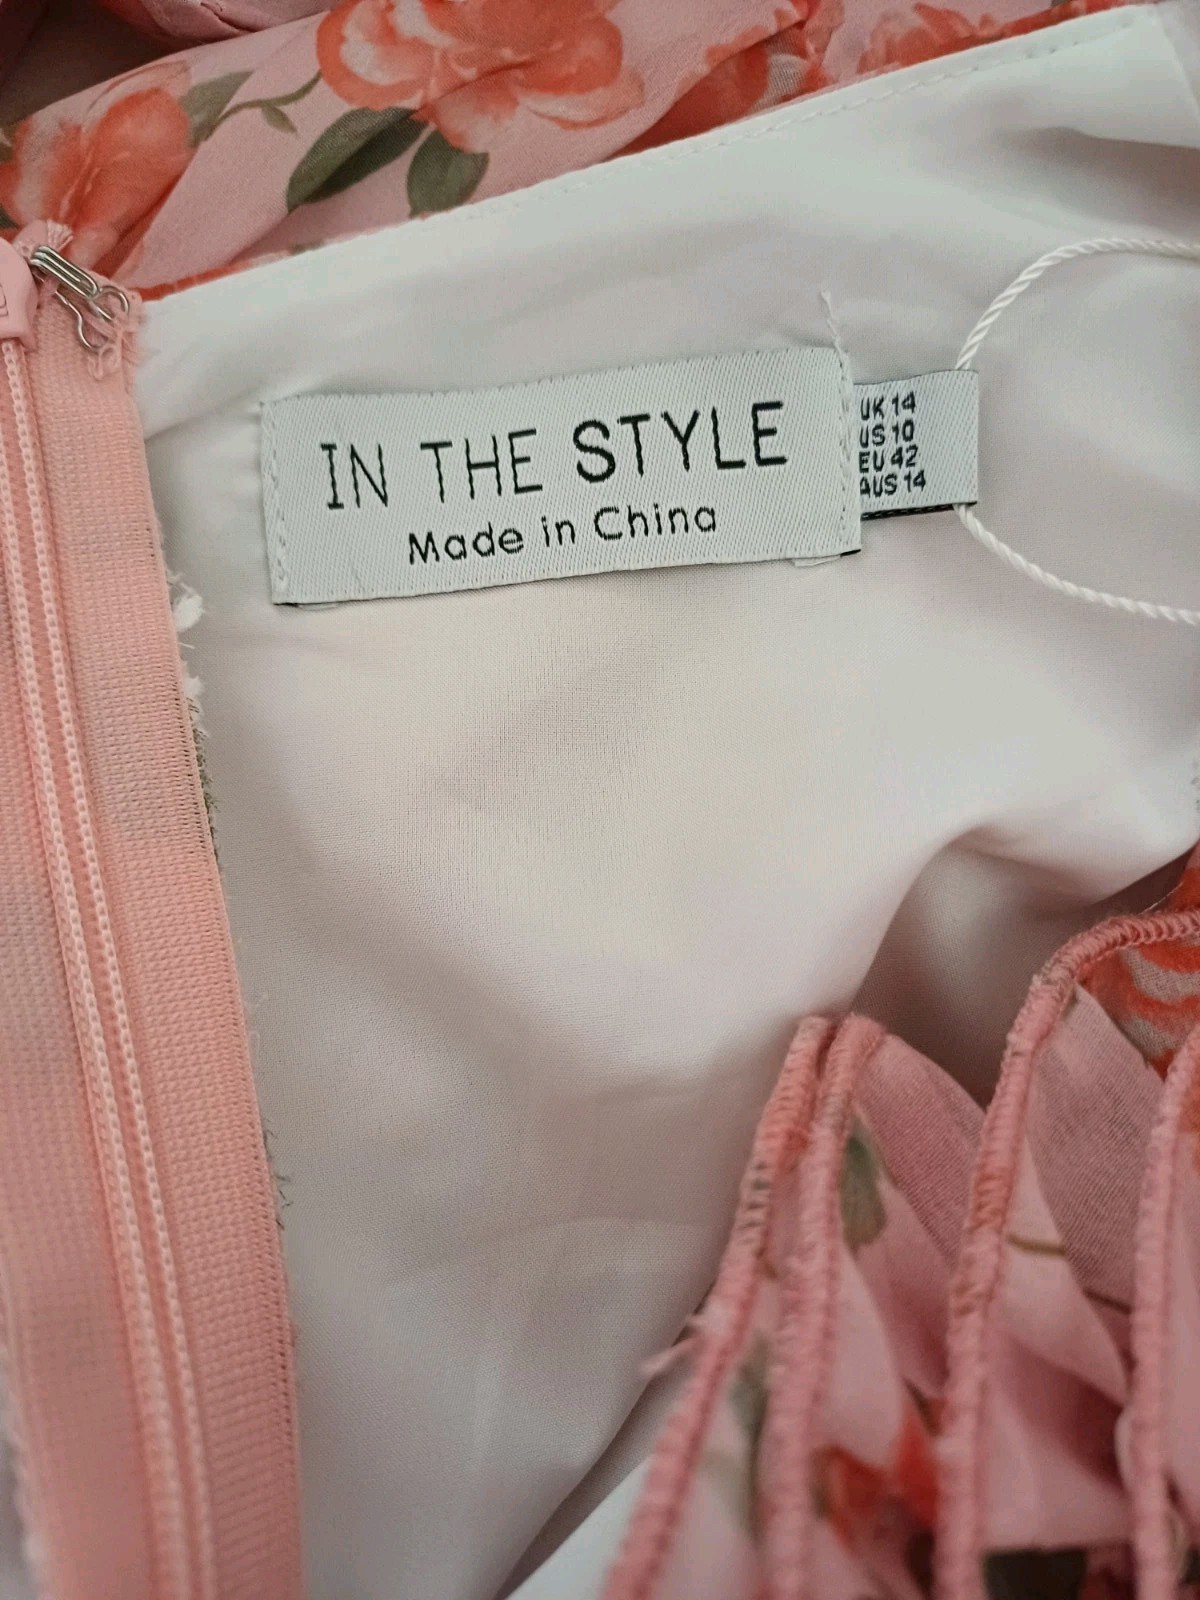 IN THE STYLE
Made in China
UK 14
US 10
EU 42
AUS 14